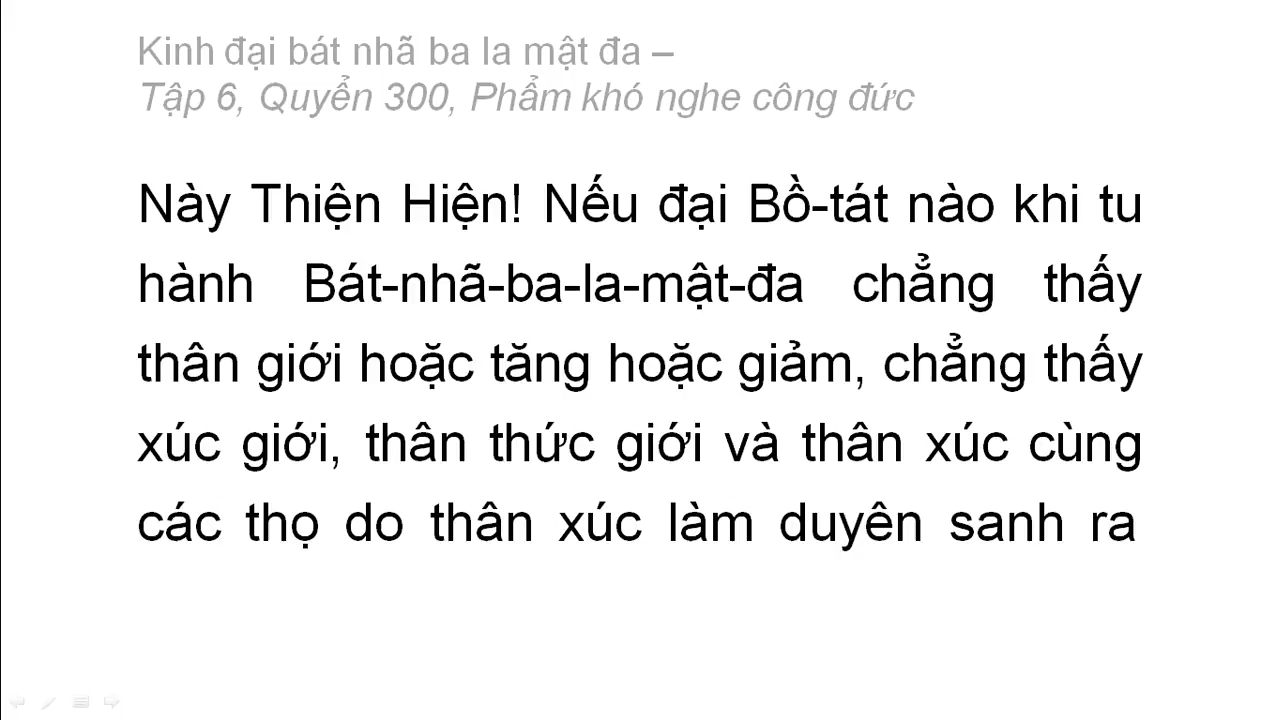 Kinh đại bát nhã ba la mật đa –
Tập 6, Quyển 300, Phẩm khó nghe công đức
Này Thiện Hiện! Nếu đại Bồ-tát nào khi tu
hành Bát-nhã-ba-la-mật-đa chẳng thấy
thân giới hoặc tăng hoặc giảm, chẳng thấy
xúc giới, thân thức giới và thân xúc cùng
các thọ do thân xúc làm duyên sanh ra